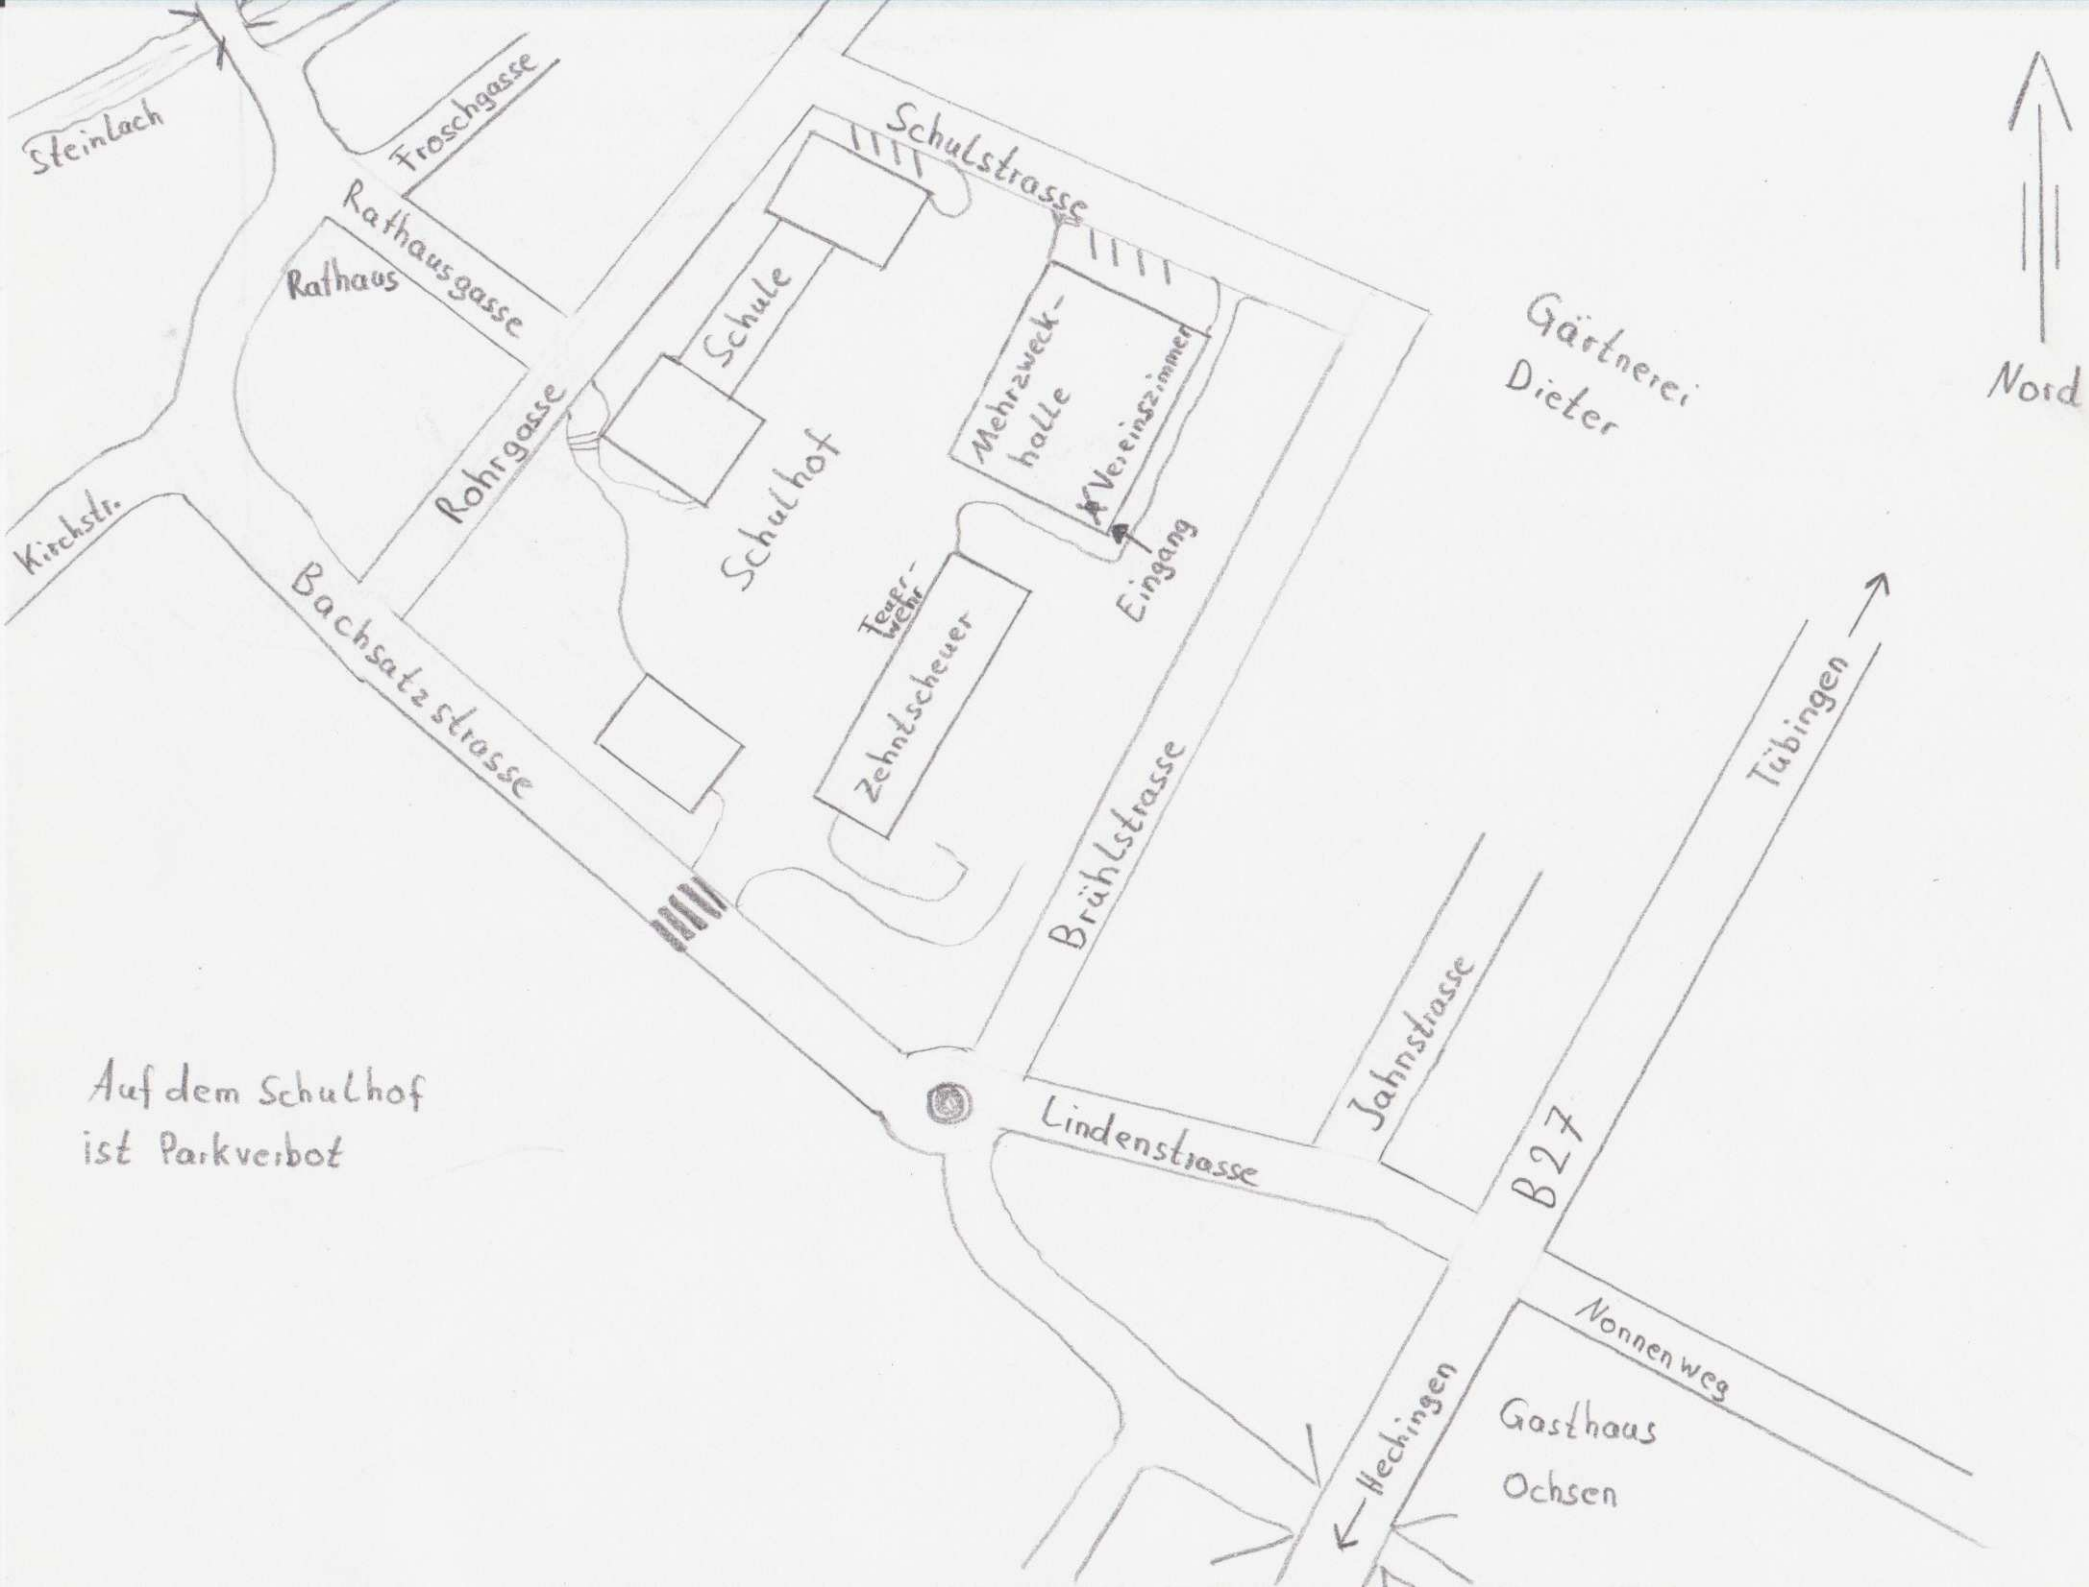 Steinlach
Froschgasse
Schulstrasse
Rathausgasse
Rathaus
Schule
Mehrzweck-
halle
Vereinszimmer
Gärtnerei
Dieter
Nord
Rohrgasse
Schulhof
Kirchstr.
Eingang
Feuer-
wehr
Zehntscheuer
Bachsatzstrasse
Brühlstrasse
Tübingen
Jahnstrasse
Auf dem Schulhof
ist Parkverbot
Lindenstrasse
B27
Nonnenweg
Hechingen
Gasthaus
Ochsen